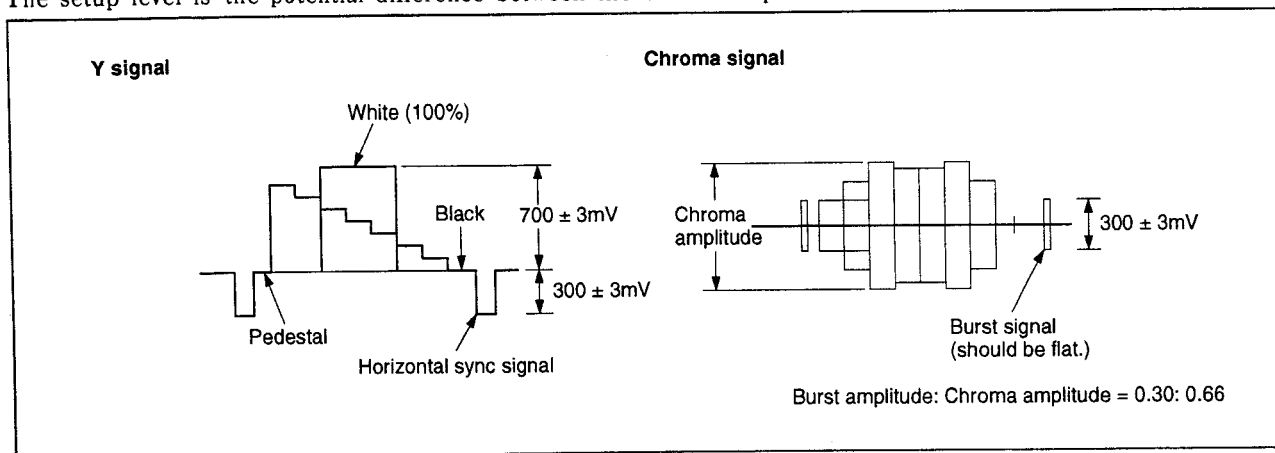 The setup level is the potential difference between the
Y signal
Chroma signal
White (100%)
Black
700 ± 3mV
300 ± 3mV
Pedestal
Horizontal sync signal
Chroma
amplitude
300 ± 3mV
Burst signal
(should be flat.)
Burst amplitude: Chroma amplitude = 0.30: 0.66